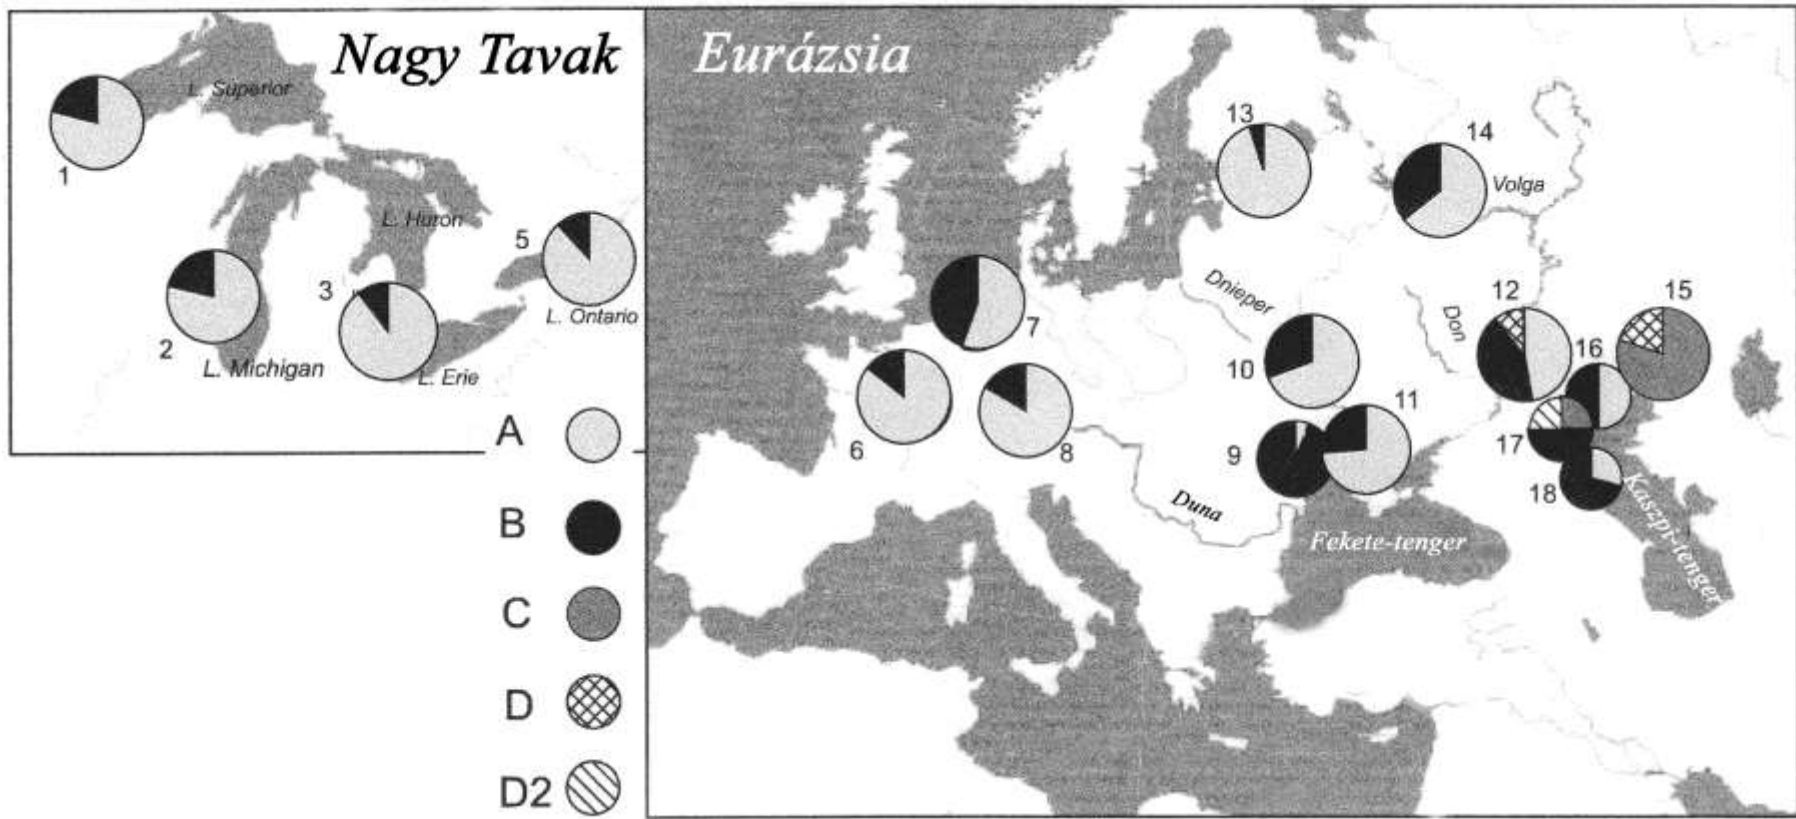 Nagy Tavak
L. Superior
1
L. Huron
5
3
2
L. Michigan
L. Erie
L. Ontario
A
B
C
D
D2
Eurázsia
13
14
Volga
Dnieper
Don
12
15
16
7
10
11
6
8
9
17
18
Duna
Fekete-tenger
Kaszpi-tenger